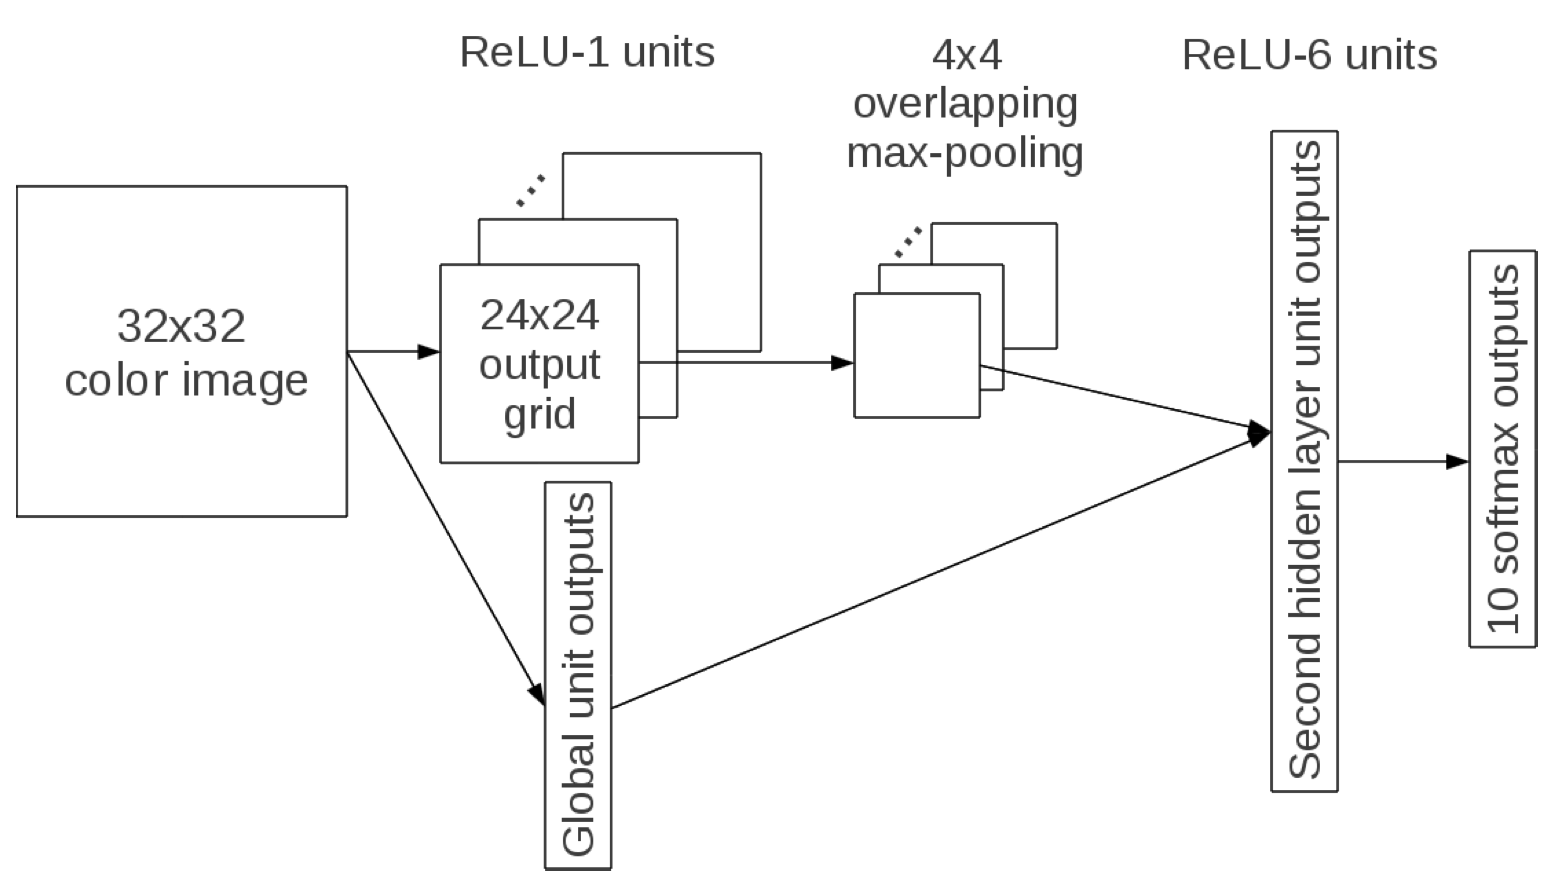 ReLU-1 units
4x4
overlapping
max-pooling
ReLU-6 units
32x32
color image
24x24
output
grid
Global unit outputs
Second hidden layer unit outputs
10 softmax outputs